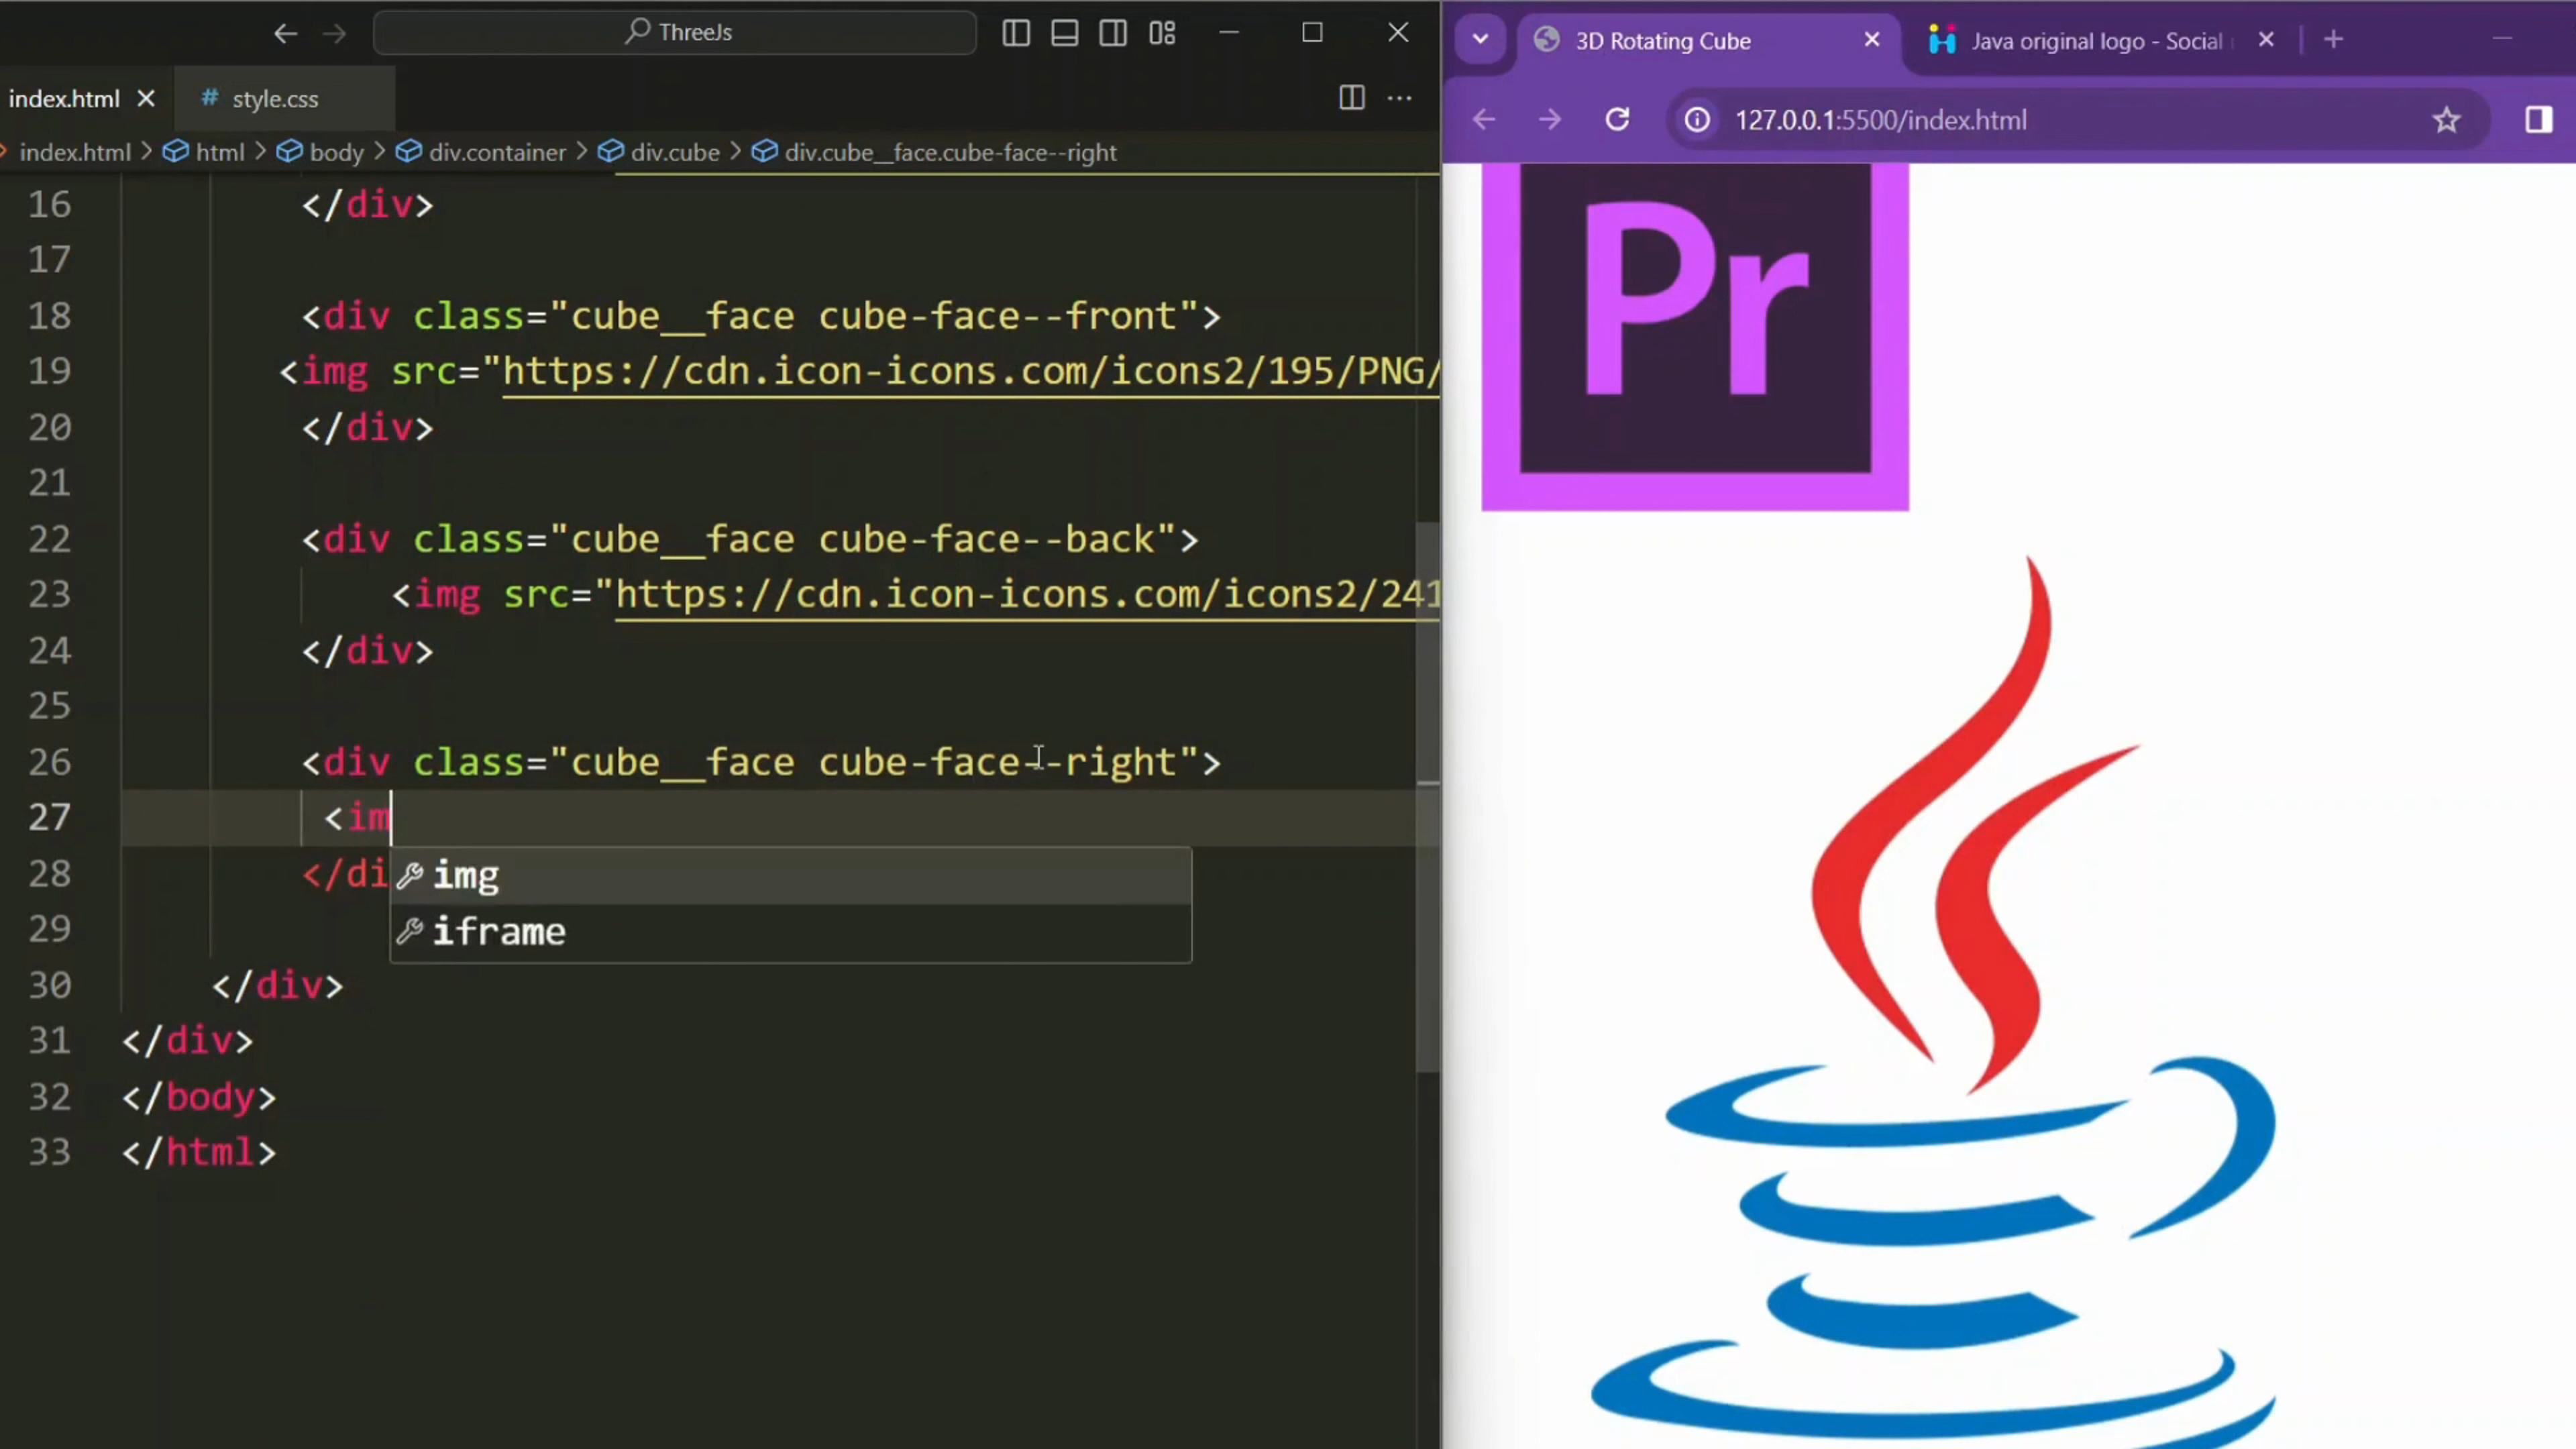 ThreeJs
index.html
# style.css
index.html > html > body > div.container > div.cube > div.cube__face.cube-face--right
16 </div>
17
18 <div class="cube__face cube-face--front">
19 <img src="https://cdn.icon-icons.com/icons2/195/PNG/
20 </div>
21
22 <div class="cube__face cube-face--back">
23 <img src="https://cdn.icon-icons.com/icons2/241
24 </div>
25
26 <div class="cube__face cube-face--right">
27 <im
28 </di
img
29
iframe
30 </div>
31 </div>
32 </body>
33 </html>
3D Rotating Cube
Java original logo - Social
127.0.0.1:5500/index.html
Pr